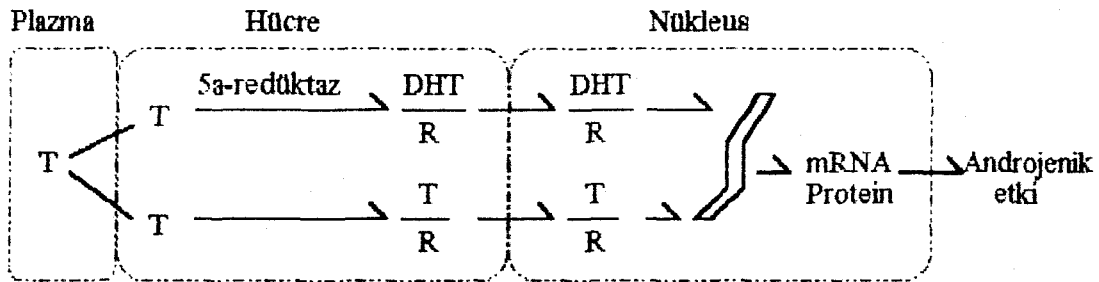 Plazma Hücre Nükleus
5a-redüktaz DHT DHT
T R R
T mRNA Androjenik
Protein etki
T T T
R R